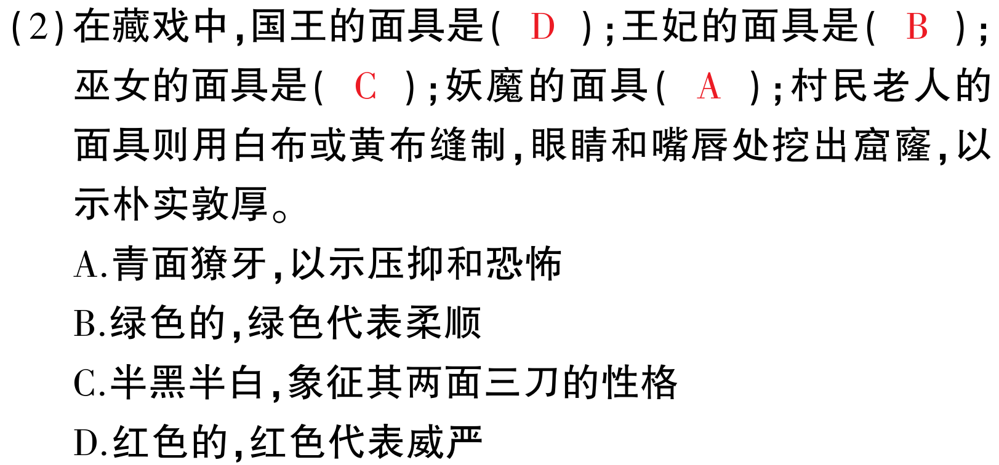 (2)在藏戏中,国王的面具是( D );王妃的面具是( B );
巫女的面具是( C );妖魔的面具( A );村民老人的
面具则用白布或黄布缝制,眼睛和嘴唇处挖出窟窿,以
示朴实敦厚。
A.青面獠牙,以示压抑和恐怖
B.绿色的,绿色代表柔顺
C.半黑半白,象征其两面三刀的性格
D.红色的,红色代表威严